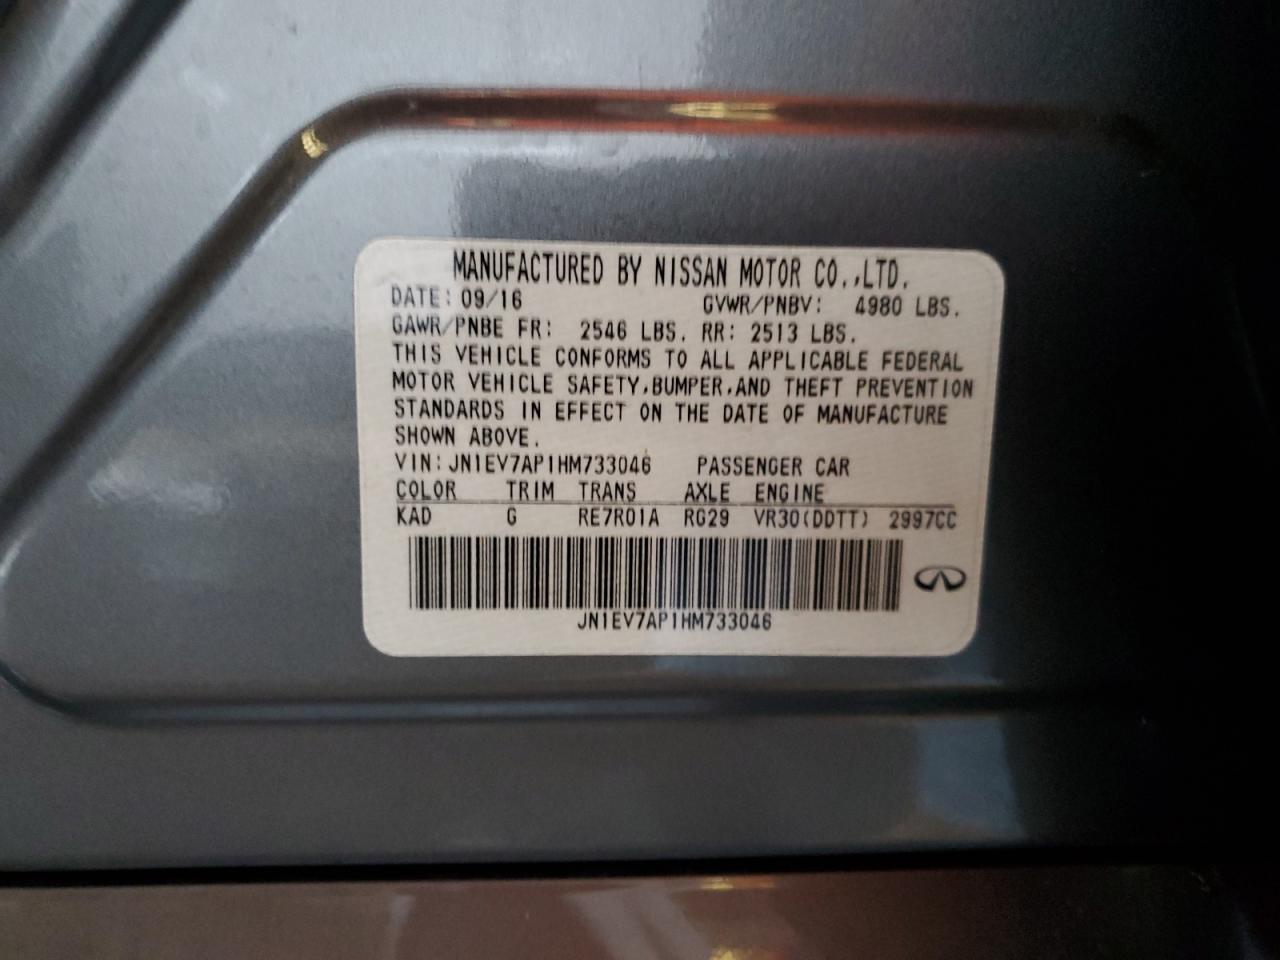 MANUFACTURED BY NISSAN MOTOR CO.,LTD.
DATE: 09/16 GVWR/PNBV: 4980 LBS.
GAWR/PNBE FR: 2546 LBS. RR: 2513 LBS.
THIS VEHICLE CONFORMS TO ALL APPLICABLE FEDERAL
MOTOR VEHICLE SAFETY,BUMPER,AND THEFT PREVENTION
STANDARDS IN EFFECT ON THE DATE OF MANUFACTURE
SHOWN ABOVE.
VIN: JN1EV7AP1HM733046 PASSENGER CAR
COLOR TRIM TRANS AXLE ENGINE
KAD G RE7R01A RG29 VR30(DDTT) 2997CC
JN1EV7AP1HM733046